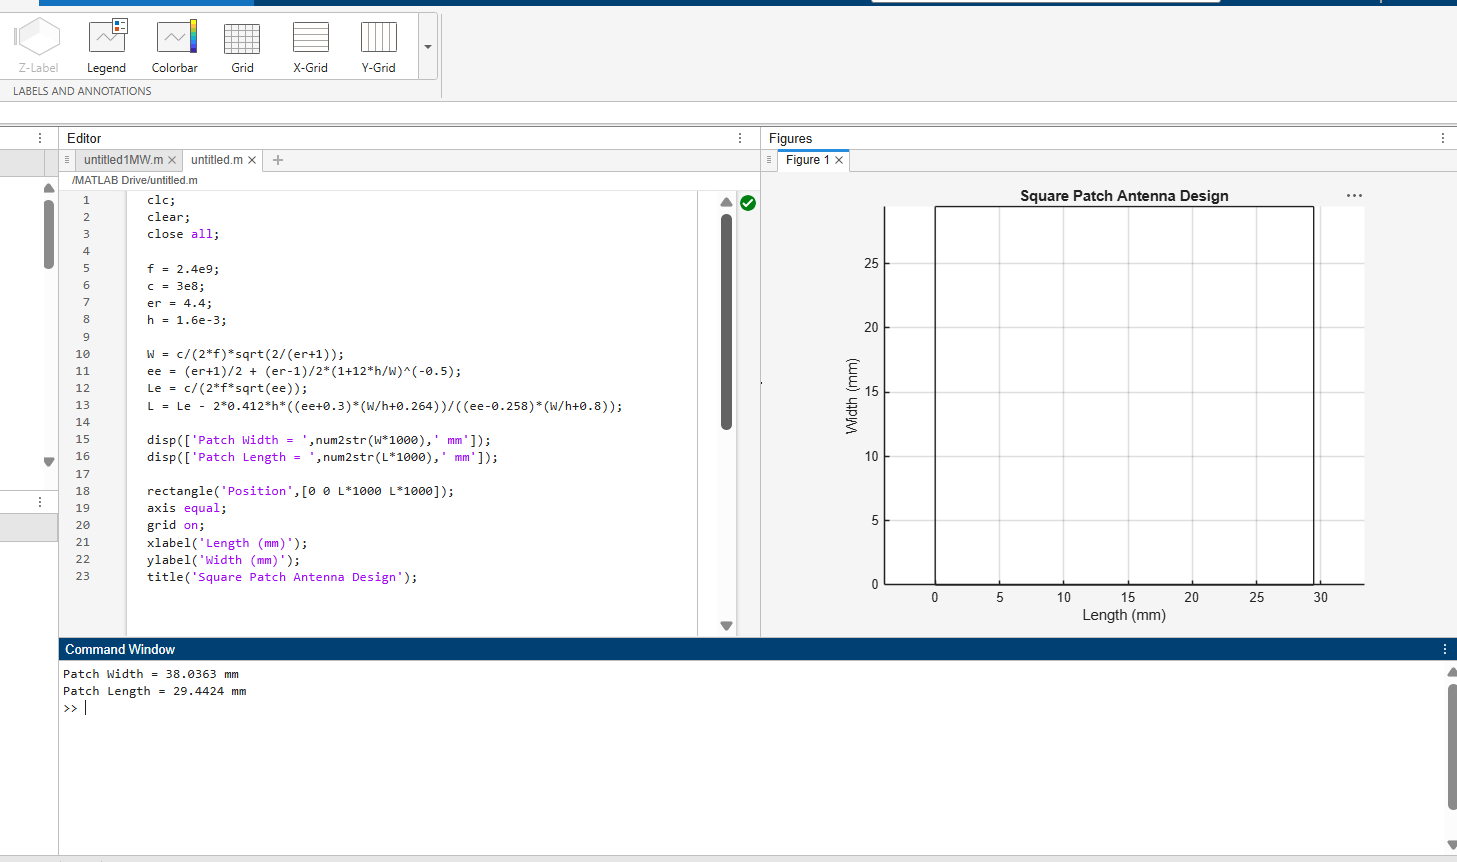 Z-Label Legend Colorbar Grid X-Grid Y-Grid
LABELS AND ANNOTATIONS
Editor
untitled1MW.m untitled.m
/MATLAB Drive/untitled.m
1 clc;
2 clear;
3 close all;
4
5 f = 2.4e9;
6 c = 3e8;
7 er = 4.4;
8 h = 1.6e-3;
9
10 W = c/(2*f)*sqrt(2/(er+1));
11 ee = (er+1)/2 + (er-1)/2*(1+12*h/W)^(-0.5);
12 Le = c/(2*f*sqrt(ee));
13 L = Le - 2*0.412*h*((ee+0.3)*(W/h+0.264))/((ee-0.258)*(W/h+0.8));
14
15 disp(['Patch Width = ',num2str(W*1000),' mm']);
16 disp(['Patch Length = ',num2str(L*1000),' mm']);
17
18 rectangle('Position',[0 0 L*1000 L*1000]);
19 axis equal;
20 grid on;
21 xlabel('Length (mm)');
22 ylabel('Width (mm)');
23 title('Square Patch Antenna Design');
Figures
Figure 1
Square Patch Antenna Design
25
20
15
10
5
0
Width (mm)
0 5 10 15 20 25 30
Length (mm)
Command Window
Patch Width = 38.0363 mm
Patch Length = 29.4424 mm
>>